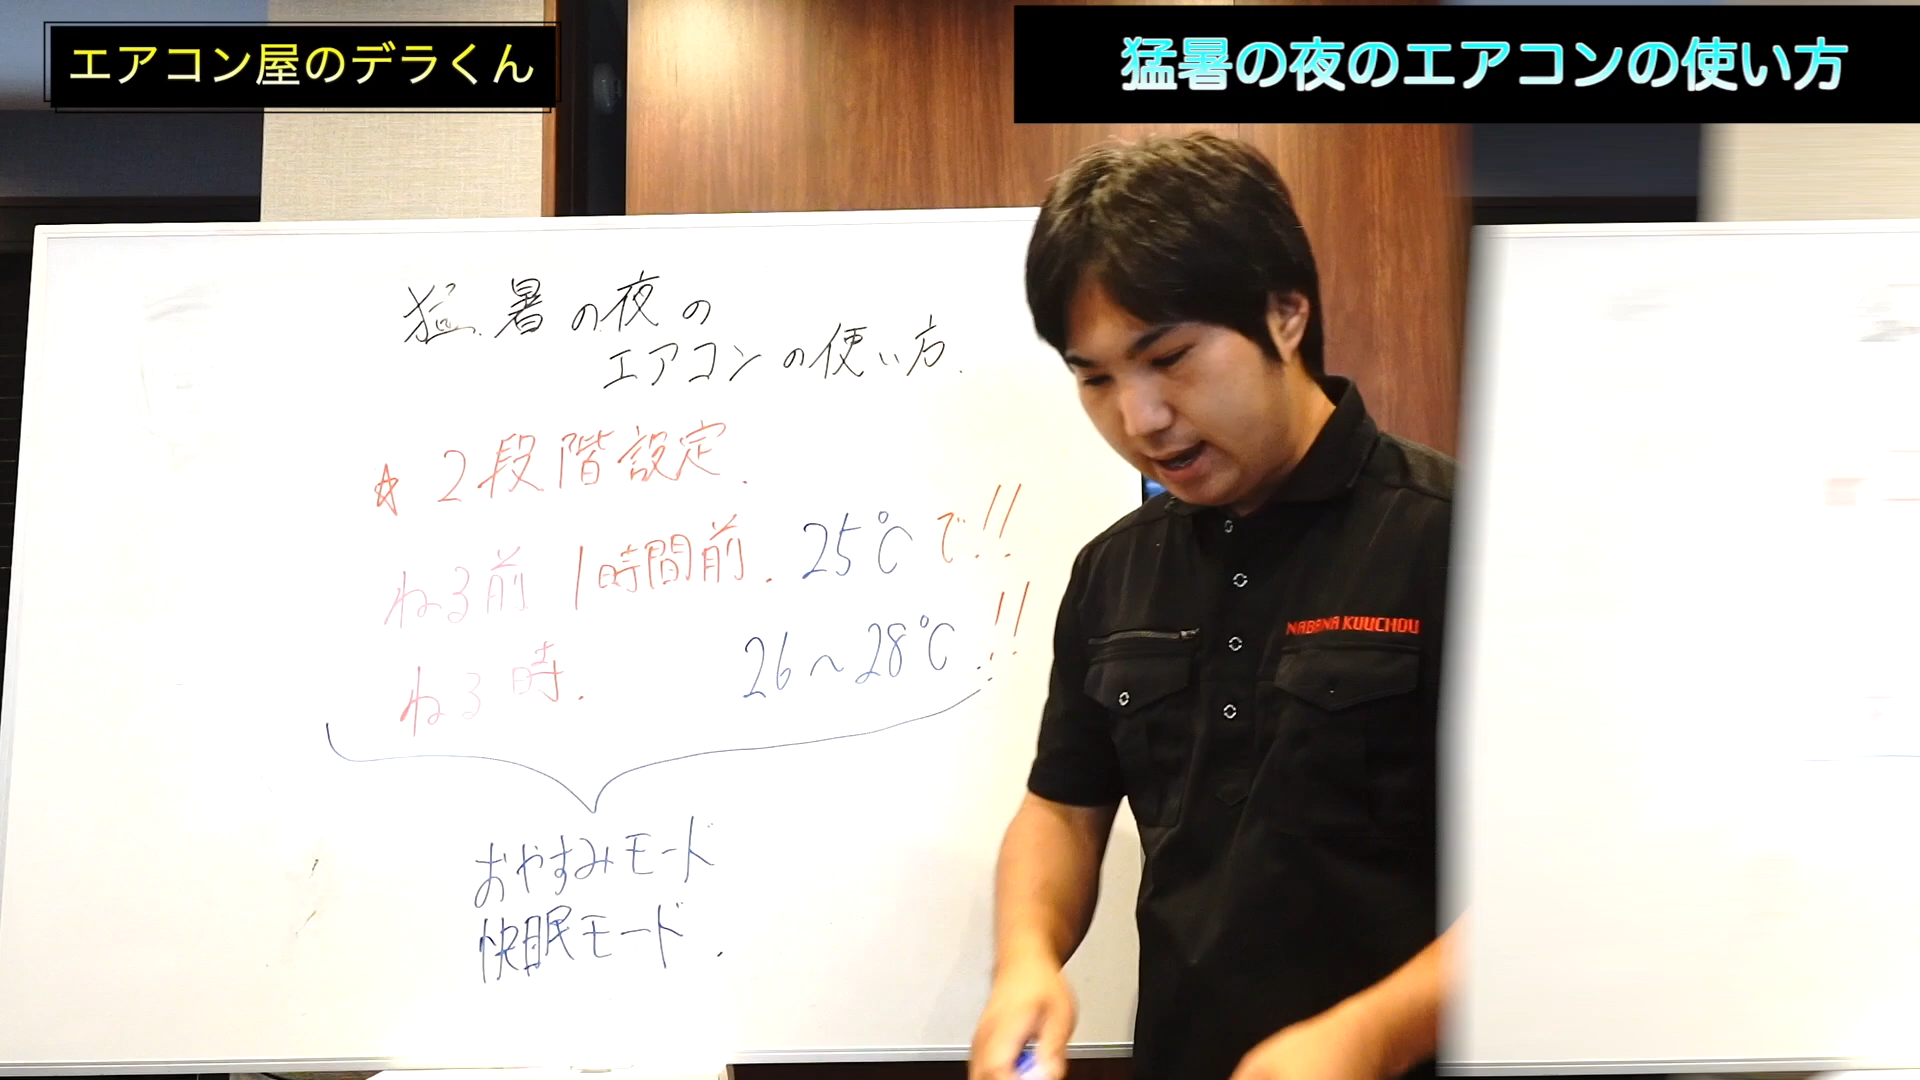 エアコン屋のデラくん
猛暑の夜のエアコンの使い方
猛暑の夜の
エアコンの使い方.
☆ 2段階設定.
ねる前 1時間前. 25℃で!!
ねる時. 26～28℃.!!
おやすみモード
快眠モード.
NABANA KUUCHOU